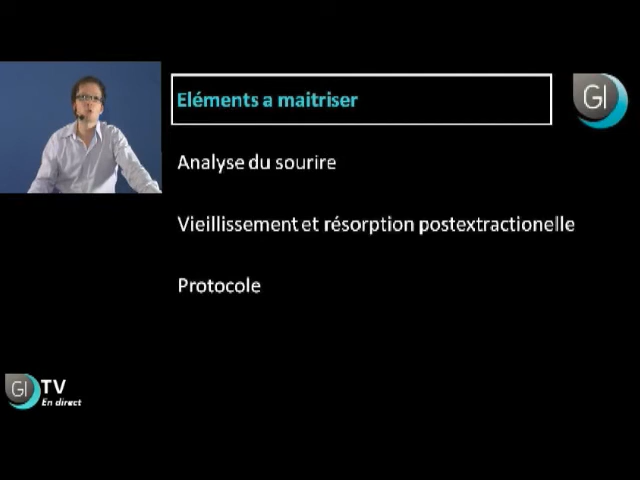 Eléments a maitriser
GI
Analyse du sourire
Vieillissement et résorption postextractionelle
Protocole
GI TV
En direct